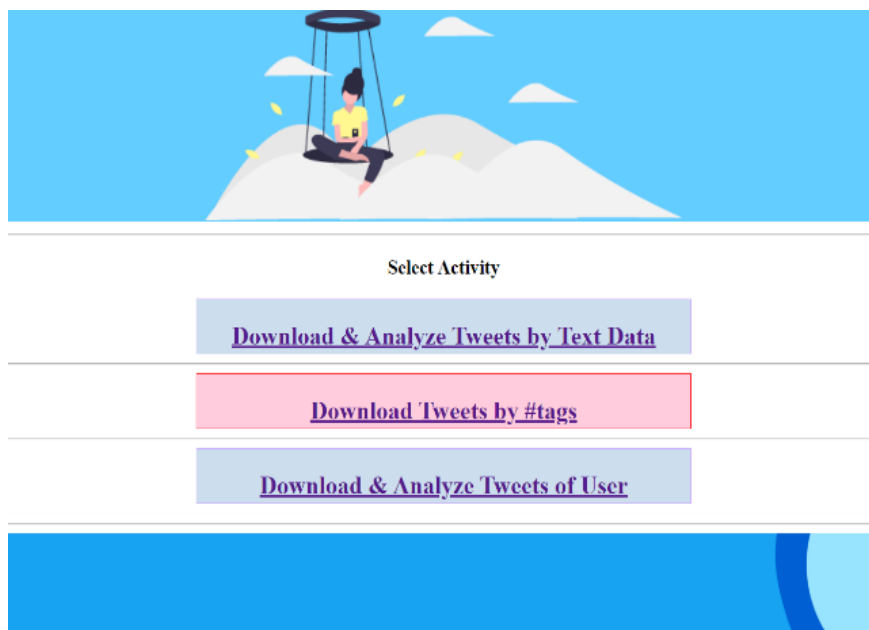 Select Activity
Download & Analyze Tweets by Text Data
Download Tweets by #tags
Download & Analyze Tweets of User